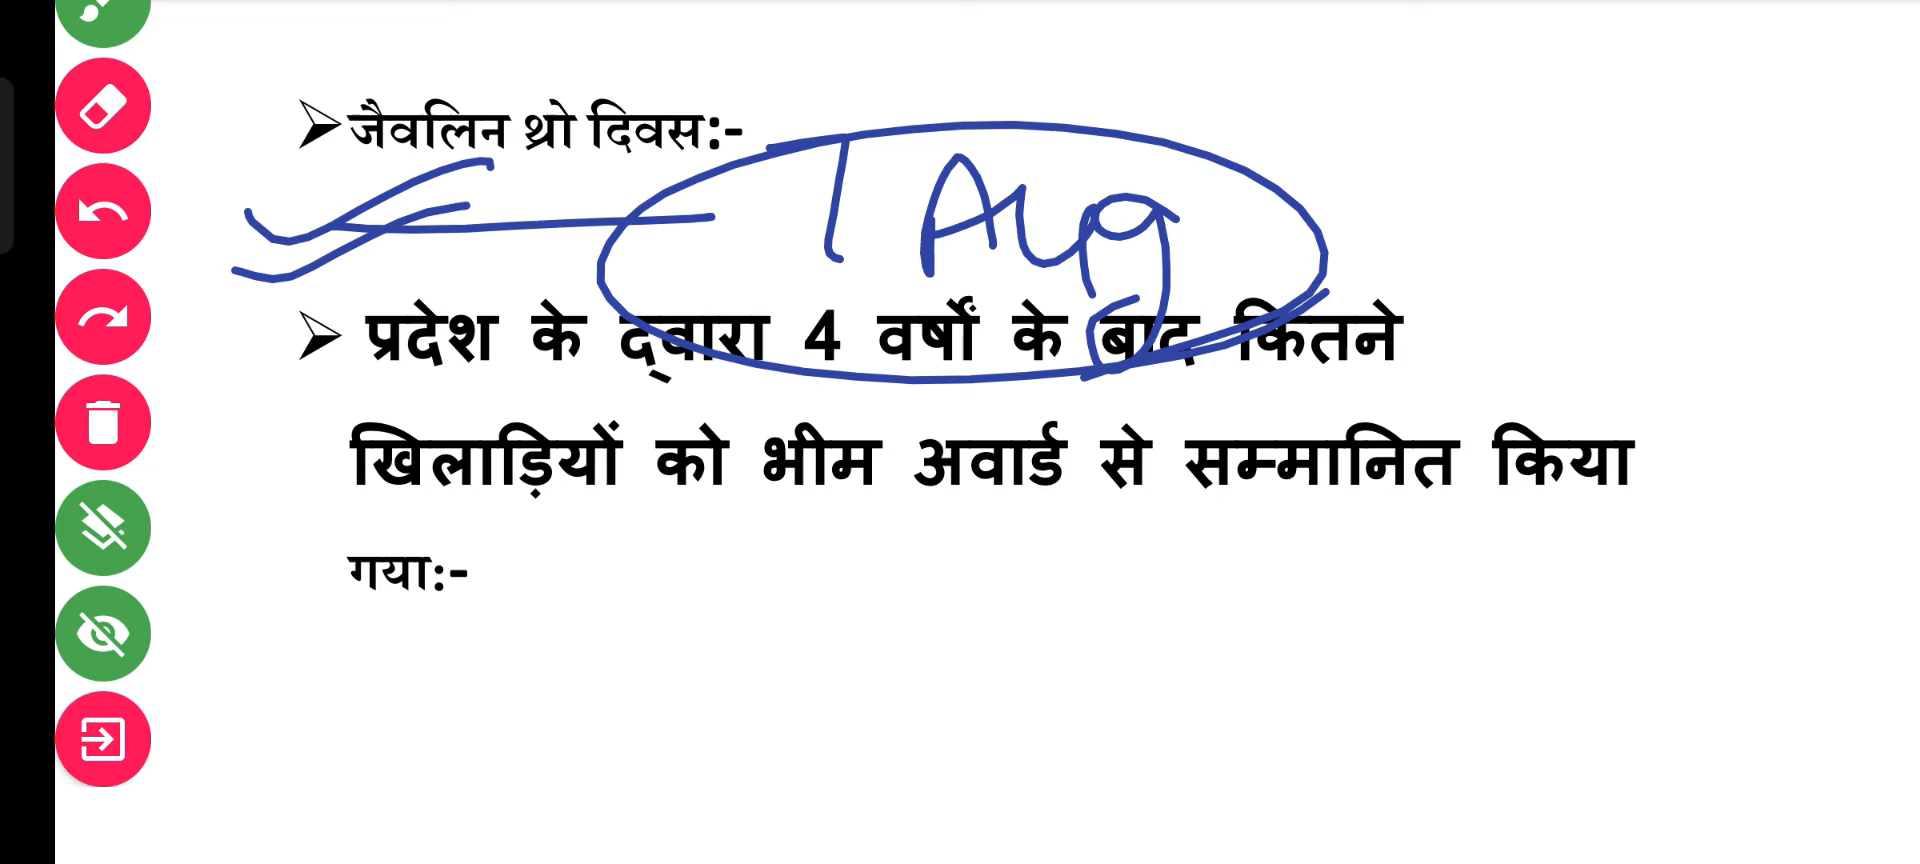 ➢जैवलिन थ्रो दिवस:-
7 Aug
➢ प्रदेश के द्वारा 4 वर्षों के बाद कितने
खिलाड़ियों को भीम अवार्ड से सम्मानित किया
गया:-